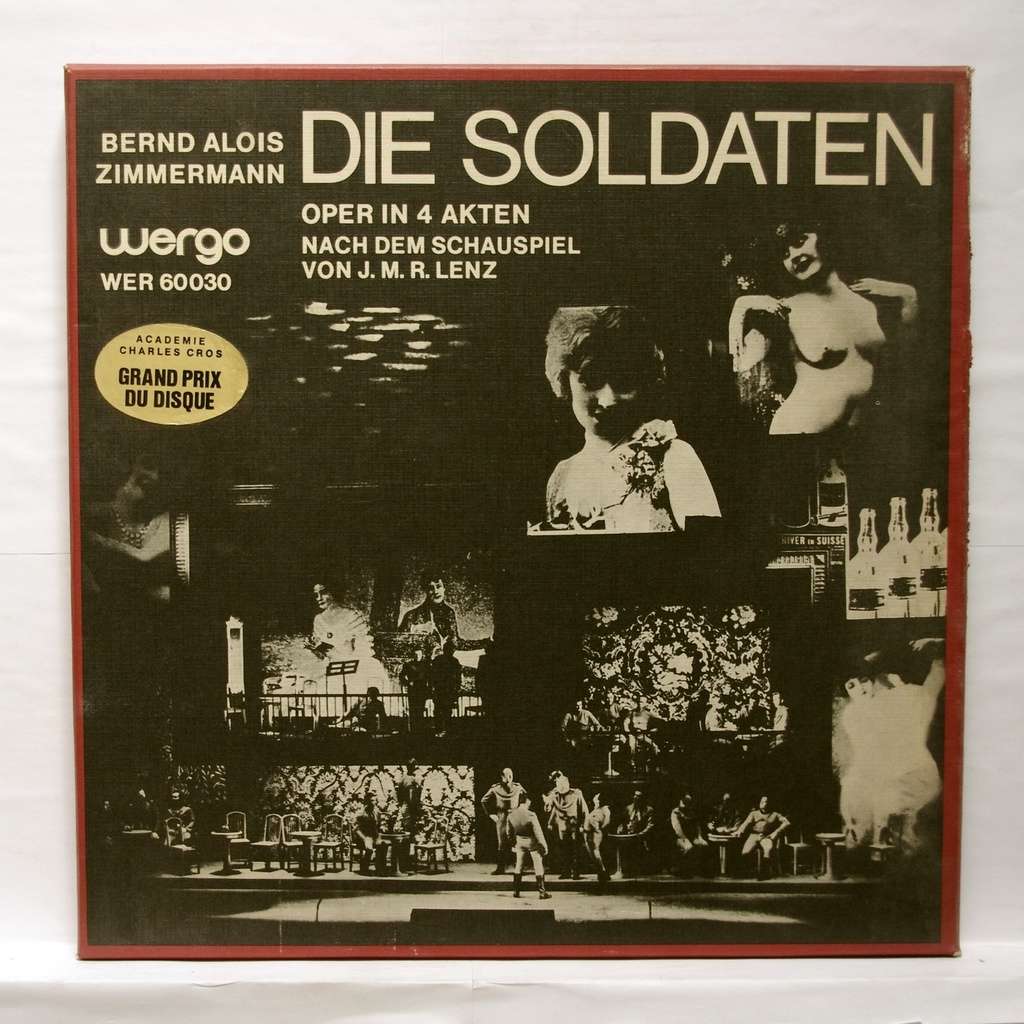 BERND ALOIS
ZIMMERMANN
DIE SOLDATEN
OPER IN 4 AKTEN
NACH DEM SCHAUSPIEL
VON J. M. R. LENZ
wergo
WER 60030
ACADEMIE
CHARLES CROS
GRAND PRIX
DU DISQUE
HIVER EN SUISSE